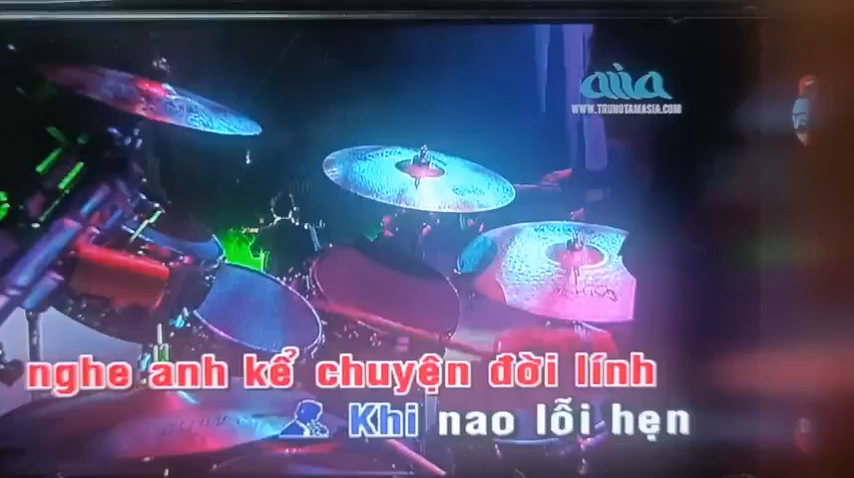 asia
WWW.TRUNGTAMASIA.COM
nghe anh kể chuyện đời lính
Khi nao lỗi hẹn